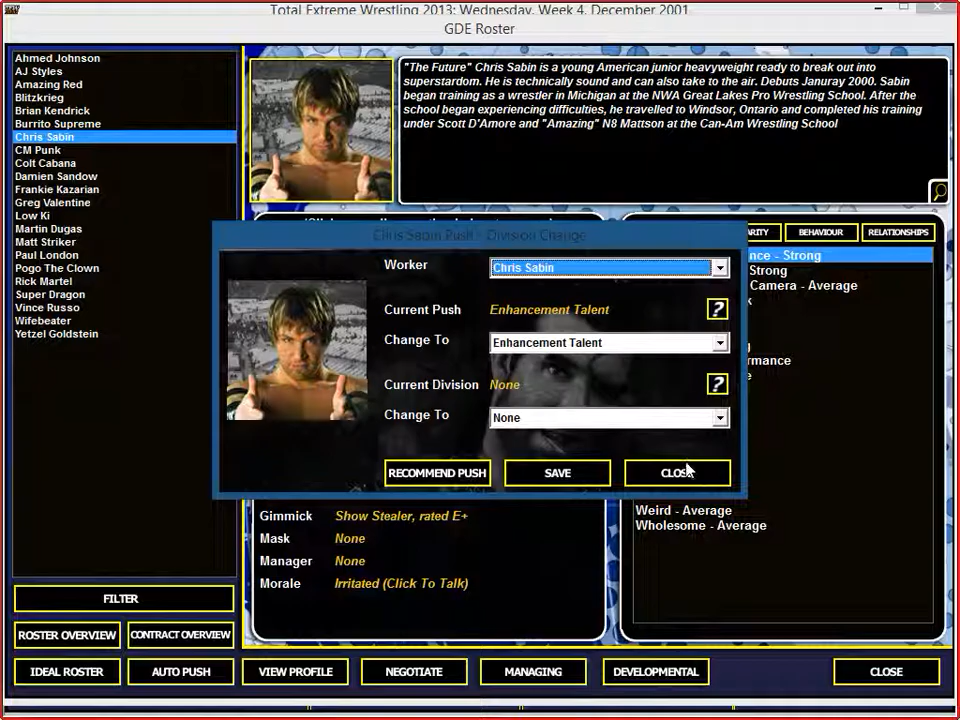 Total Extreme Wrestling 2013: Wednesday, Week 4, December 2001
GDE Roster
Ahmed Johnson
AJ Styles
Amazing Red
Blitzkrieg
Brian Kendrick
Burrito Supreme
Chris Sabin
CM Punk
Colt Cabana
Damien Sandow
Frankie Kazarian
Greg Valentine
Low Ki
Martin Dugas
Matt Striker
Paul London
Pogo The Clown
Rick Martel
Super Dragon
Vince Russo
Wifebeater
Yetzel Goldstein
FILTER
ROSTER OVERVIEW
CONTRACT OVERVIEW
IDEAL ROSTER
AUTO PUSH
"The Future" Chris Sabin is a young American junior heavyweight ready to break out into
superstardom. He is technically sound and can also take to the air. Debuts Januray 2000. Sabin
began training as a wrestler in Michigan at the NWA Great Lakes Pro Wrestling School. After the
school began experiencing difficulties, he travelled to Windsor, Ontario and completed his training
under Scott D'Amore and "Amazing" N8 Mattson at the Can-Am Wrestling School
ARITY
BEHAVIOUR
RELATIONSHIPS
nce - Strong
Strong
Camera - Average
rmance
Chris Sabin Push - Division Change
Worker
Chris Sabin
Current Push
Enhancement Talent
?
Change To
Enhancement Talent
Current Division
None
?
Change To
None
RECOMMEND PUSH
SAVE
CLOSE
Weird - Average
Wholesome - Average
Gimmick
Show Stealer, rated E+
Mask
None
Manager
None
Morale
Irritated (Click To Talk)
VIEW PROFILE
NEGOTIATE
MANAGING
DEVELOPMENTAL
CLOSE